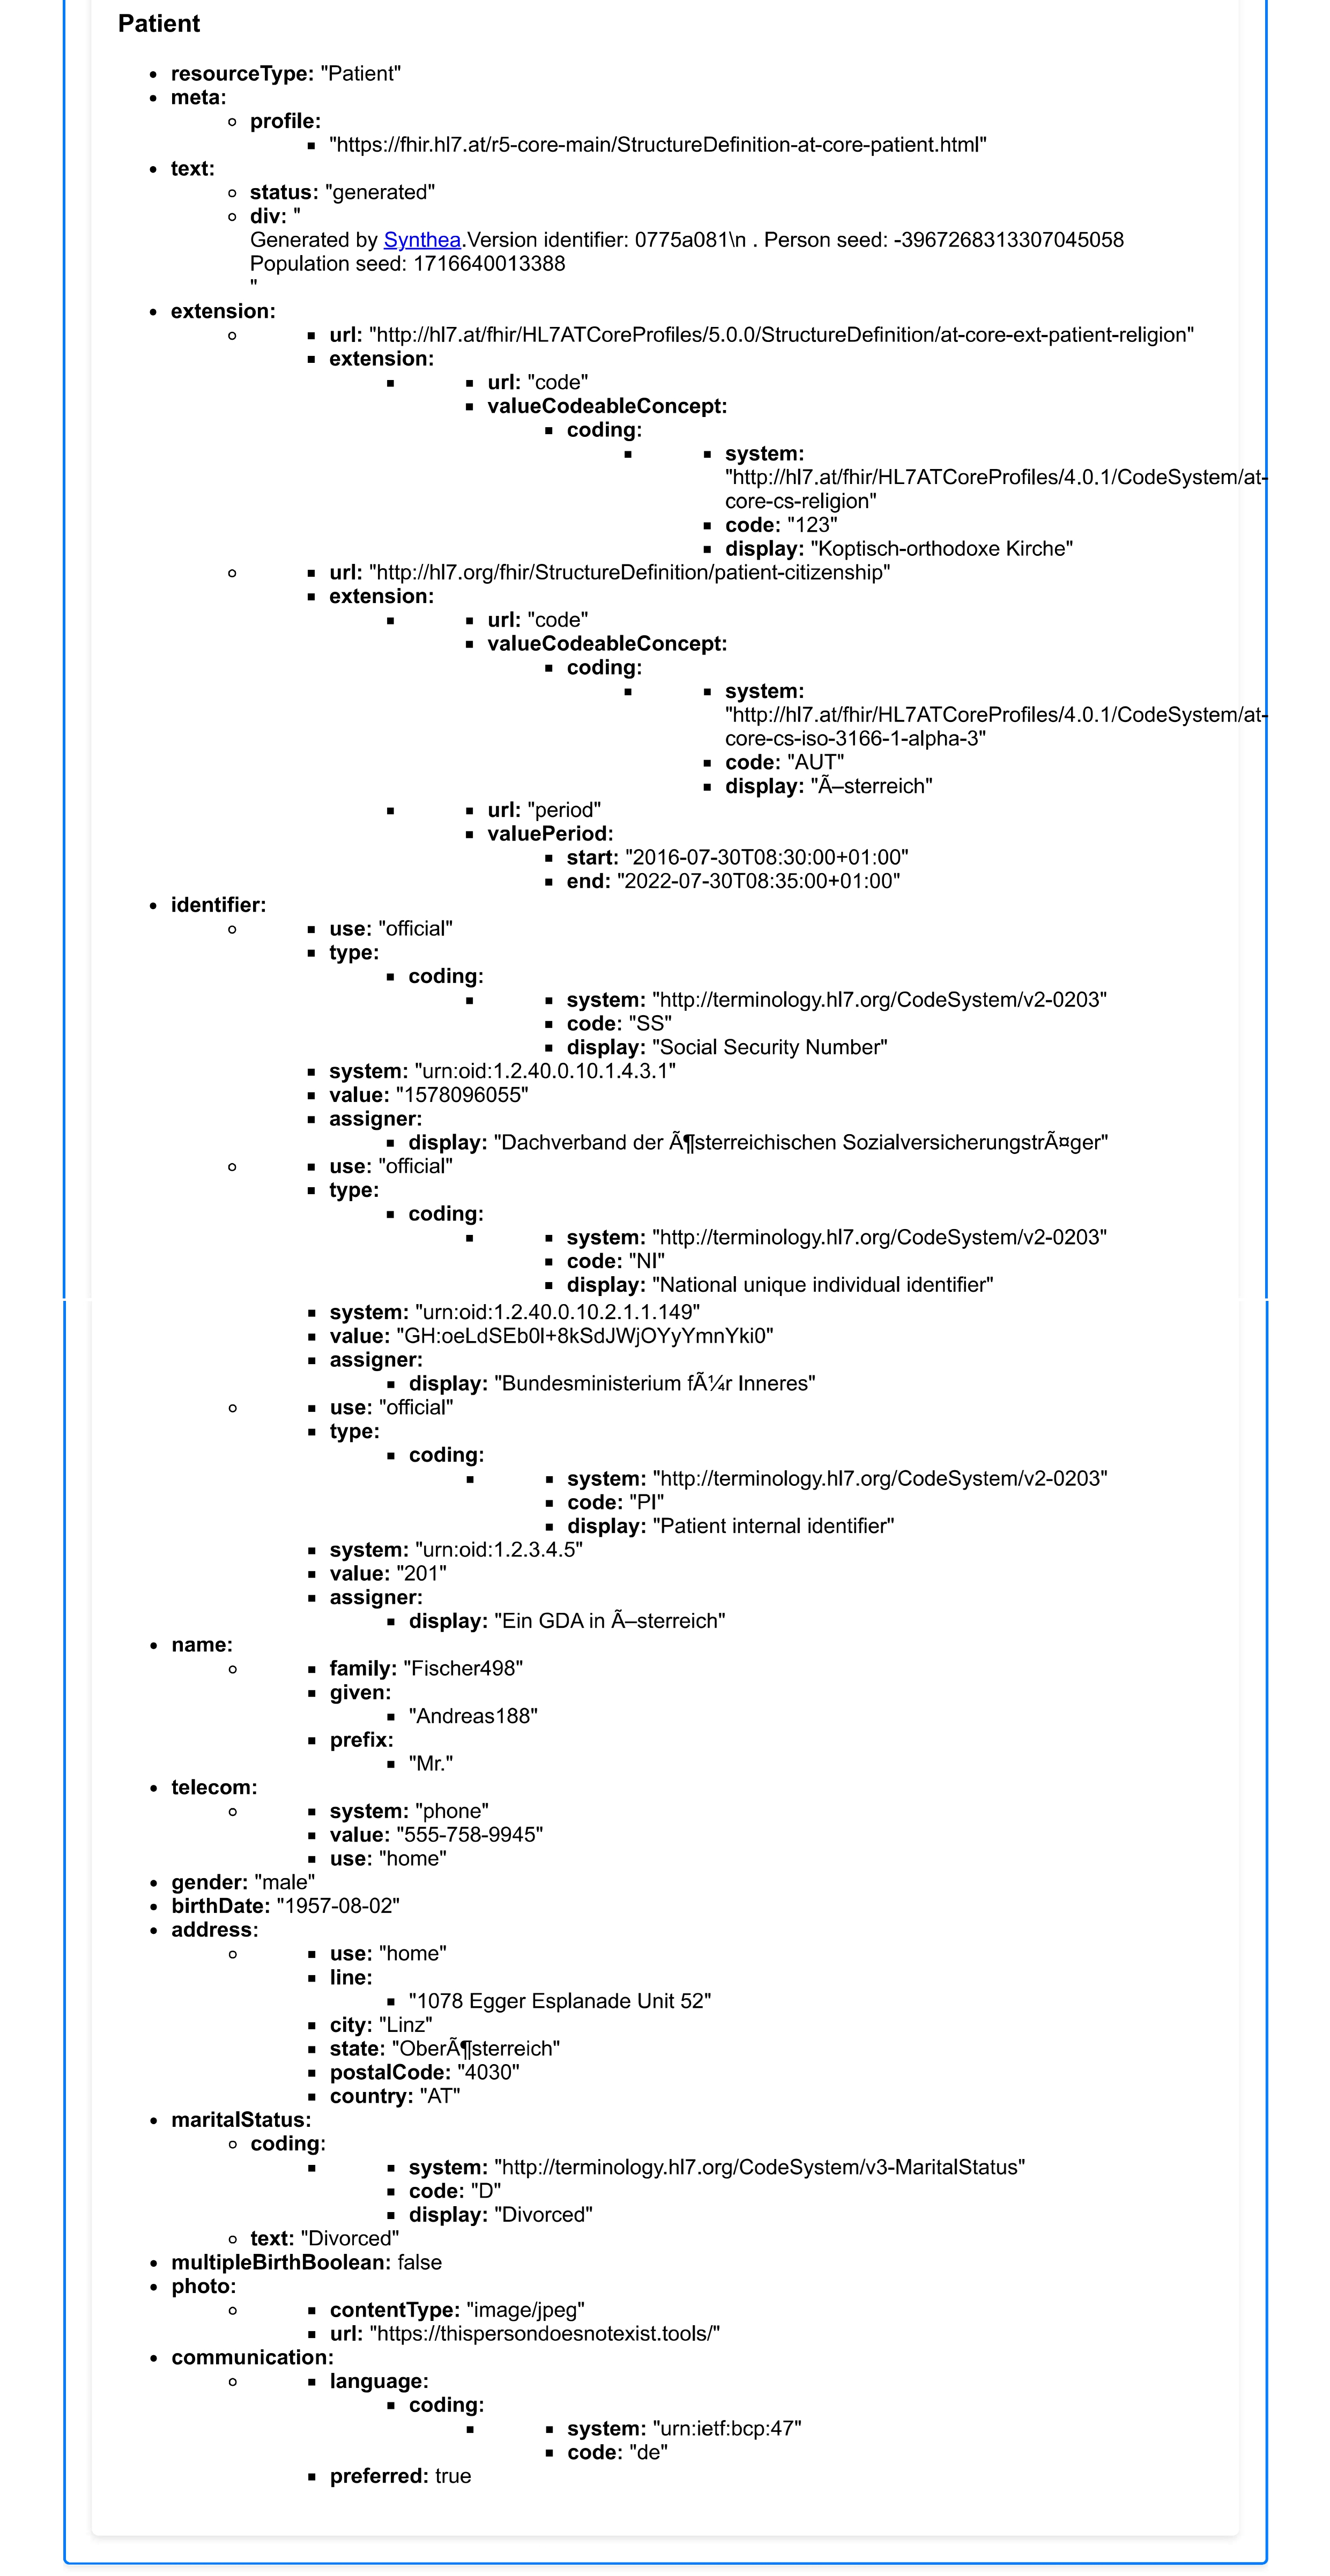 Patient
resourceType: "Patient"
meta:
profile:
"https://fhir.hl7.at/r5-core-main/StructureDefinition-at-core-patient.html"
text:
status: "generated"
div: "
Generated by Synthea.Version identifier: 0775a081\n . Person seed: -3967268313307045058
Population seed: 1716640013388
"
extension:
url: "http://hl7.at/fhir/HL7ATCoreProfiles/5.0.0/StructureDefinition/at-core-ext-patient-religion"
extension:
url: "code"
valueCodeableConcept:
coding:
system:
"http://hl7.at/fhir/HL7ATCoreProfiles/4.0.1/CodeSystem/at-
core-cs-religion"
code: "123"
display: "Koptisch-orthodoxe Kirche"
url: "http://hl7.org/fhir/StructureDefinition/patient-citizenship"
extension:
url: "code"
valueCodeableConcept:
coding:
system:
"http://hl7.at/fhir/HL7ATCoreProfiles/4.0.1/CodeSystem/at-
core-cs-iso-3166-1-alpha-3"
code: "AUT"
display: "Ã–sterreich"
url: "period"
valuePeriod:
start: "2016-07-30T08:30:00+01:00"
end: "2022-07-30T08:35:00+01:00"
identifier:
use: "official"
type:
coding:
system: "http://terminology.hl7.org/CodeSystem/v2-0203"
code: "SS"
display: "Social Security Number"
system: "urn:oid:1.2.40.0.10.1.4.3.1"
value: "1578096055"
assigner:
display: "Dachverband der Ã¶sterreichischen SozialversicherungstrÃ¤ger"
use: "official"
type:
coding:
system: "http://terminology.hl7.org/CodeSystem/v2-0203"
code: "NI"
display: "National unique individual identifier"
system: "urn:oid:1.2.40.0.10.2.1.1.149"
value: "GH:oeLdSEb0I+8kSdJWjOYyYmnYki0"
assigner:
display: "Bundesministerium fÃ¼r Inneres"
use: "official"
type:
coding:
system: "http://terminology.hl7.org/CodeSystem/v2-0203"
code: "PI"
display: "Patient internal identifier"
system: "urn:oid:1.2.3.4.5"
value: "201"
assigner:
display: "Ein GDA in Ã–sterreich"
name:
family: "Fischer498"
given:
"Andreas188"
prefix:
"Mr."
telecom:
system: "phone"
value: "555-758-9945"
use: "home"
gender: "male"
birthDate: "1957-08-02"
address:
use: "home"
line:
"1078 Egger Esplanade Unit 52"
city: "Linz"
state: "OberÃ¶sterreich"
postalCode: "4030"
country: "AT"
maritalStatus:
coding:
system: "http://terminology.hl7.org/CodeSystem/v3-MaritalStatus"
code: "D"
display: "Divorced"
text: "Divorced"
multipleBirthBoolean: false
photo:
contentType: "image/jpeg"
url: "https://thispersondoesnotexist.tools/"
communication:
language:
coding:
system: "urn:ietf:bcp:47"
code: "de"
preferred: true